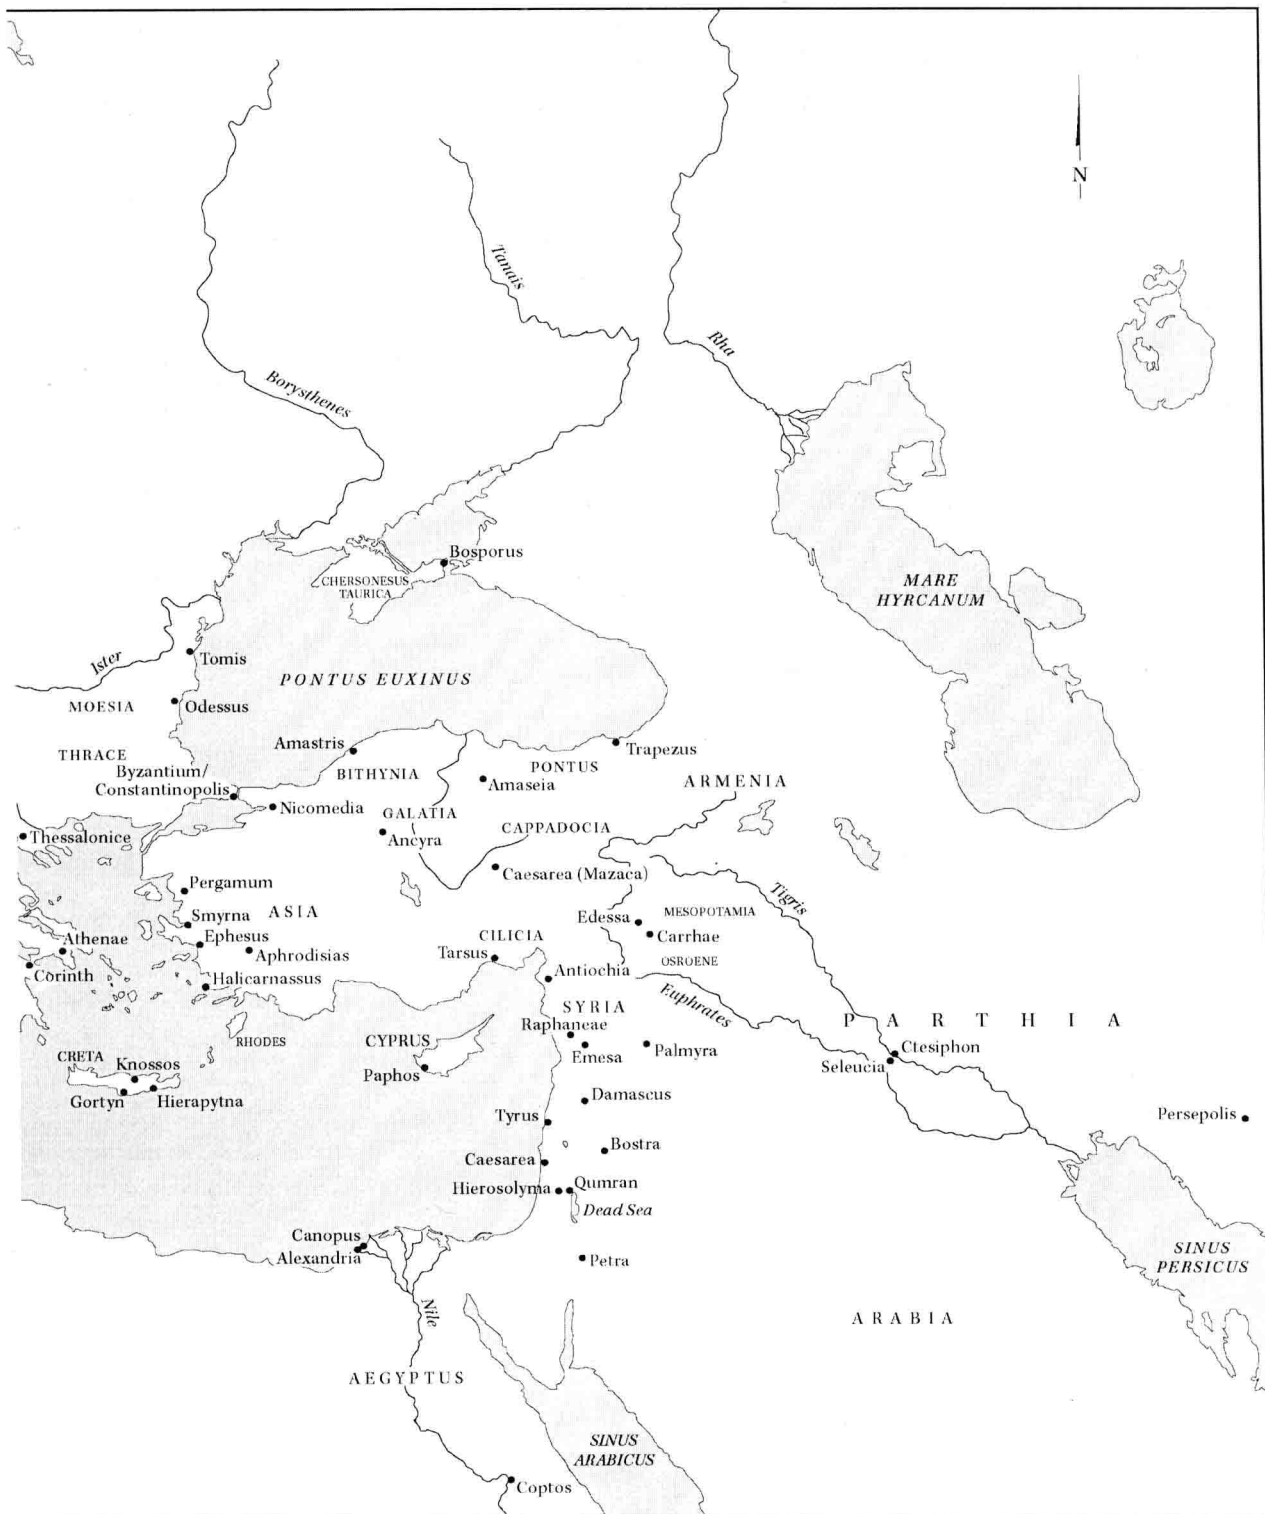 N
Tanais
Rha
Borysthenes
Bosporus
CHERSONESUS
TAURICA
MARE
HYRCANUM
Ister
Tomis
PONTUS EUXINUS
MOESIA
Odessus
Amastris
Trapezus
THRACE
Byzantium/
Constantinopolis
BITHYNIA
PONTUS
Amaseia
ARMENIA
Nicomedia
GALATIA
Thessalonice
Ancyra
CAPPADOCIA
Caesarea (Mazaca)
Pergamum
Tigris
Smyrna
ASIA
Edessa
MESOPOTAMIA
Athenae
Ephesus
Aphrodisias
CILICIA
Tarsus
Carrhae
OSROENE
Corinth
Halicarnassus
Antiochia
Euphrates
SYRIA
PARTHIA
Raphaneae
RHODES
CYPRUS
Emesa
Palmyra
Ctesiphon
Seleucia
CRETA
Knossos
Paphos
Gortyn
Hierapytna
Damascus
Tyrus
Persepolis
Bostra
Caesarea
Hierosolyma
Qumran
Dead Sea
Canopus
Alexandria
Petra
SINUS
PERSICUS
Nile
ARABIA
AEGYPTUS
SINUS
ARABICUS
Coptos